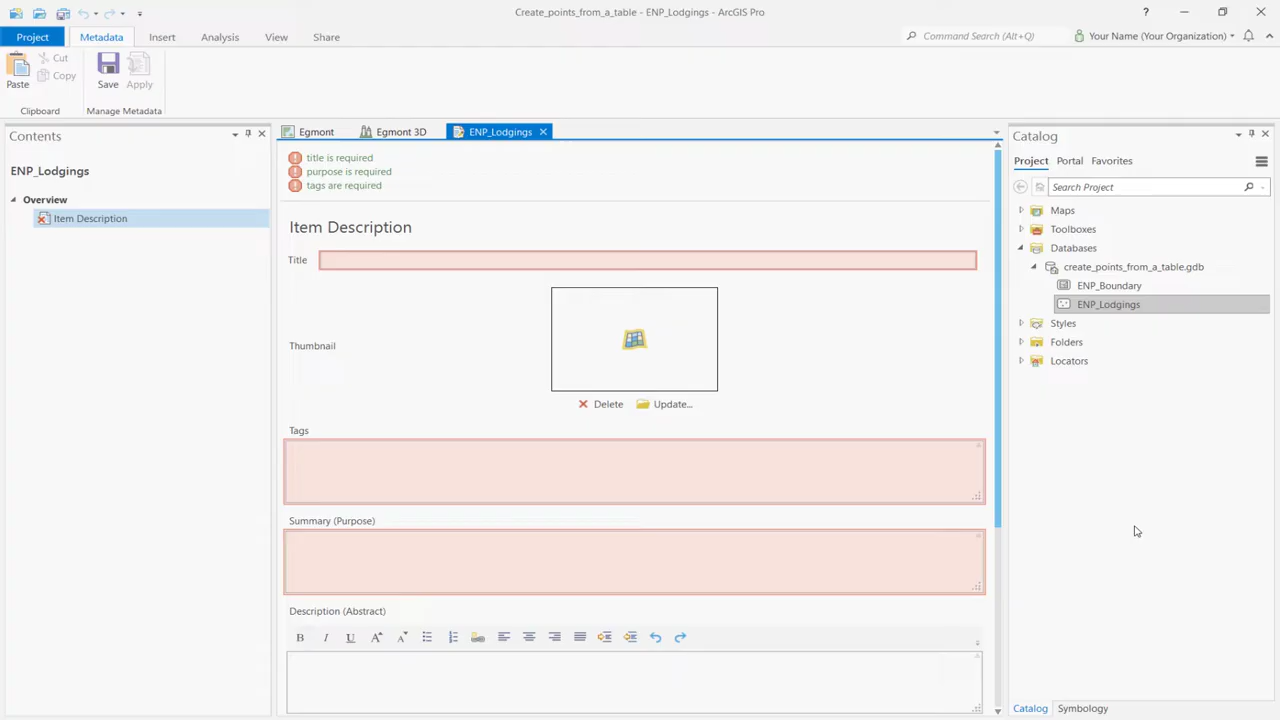 Create_points_from_a_table - ENP_Lodgings - ArcGIS Pro
?
Project Metadata Insert Analysis View Share
Command Search (Alt+Q)
Your Name (Your Organization)
Paste
Cut
Copy
Save
Apply
Clipboard
Manage Metadata
Contents
ENP_Lodgings
Overview
Item Description
Egmont Egmont 3D ENP_Lodgings
title is required
purpose is required
tags are required
Item Description
Title
Thumbnail
Delete Update...
Tags
Summary (Purpose)
Description (Abstract)
B I U A A
Catalog
Project Portal Favorites
Search Project
Maps
Toolboxes
Databases
create_points_from_a_table.gdb
ENP_Boundary
ENP_Lodgings
Styles
Folders
Locators
Catalog Symbology